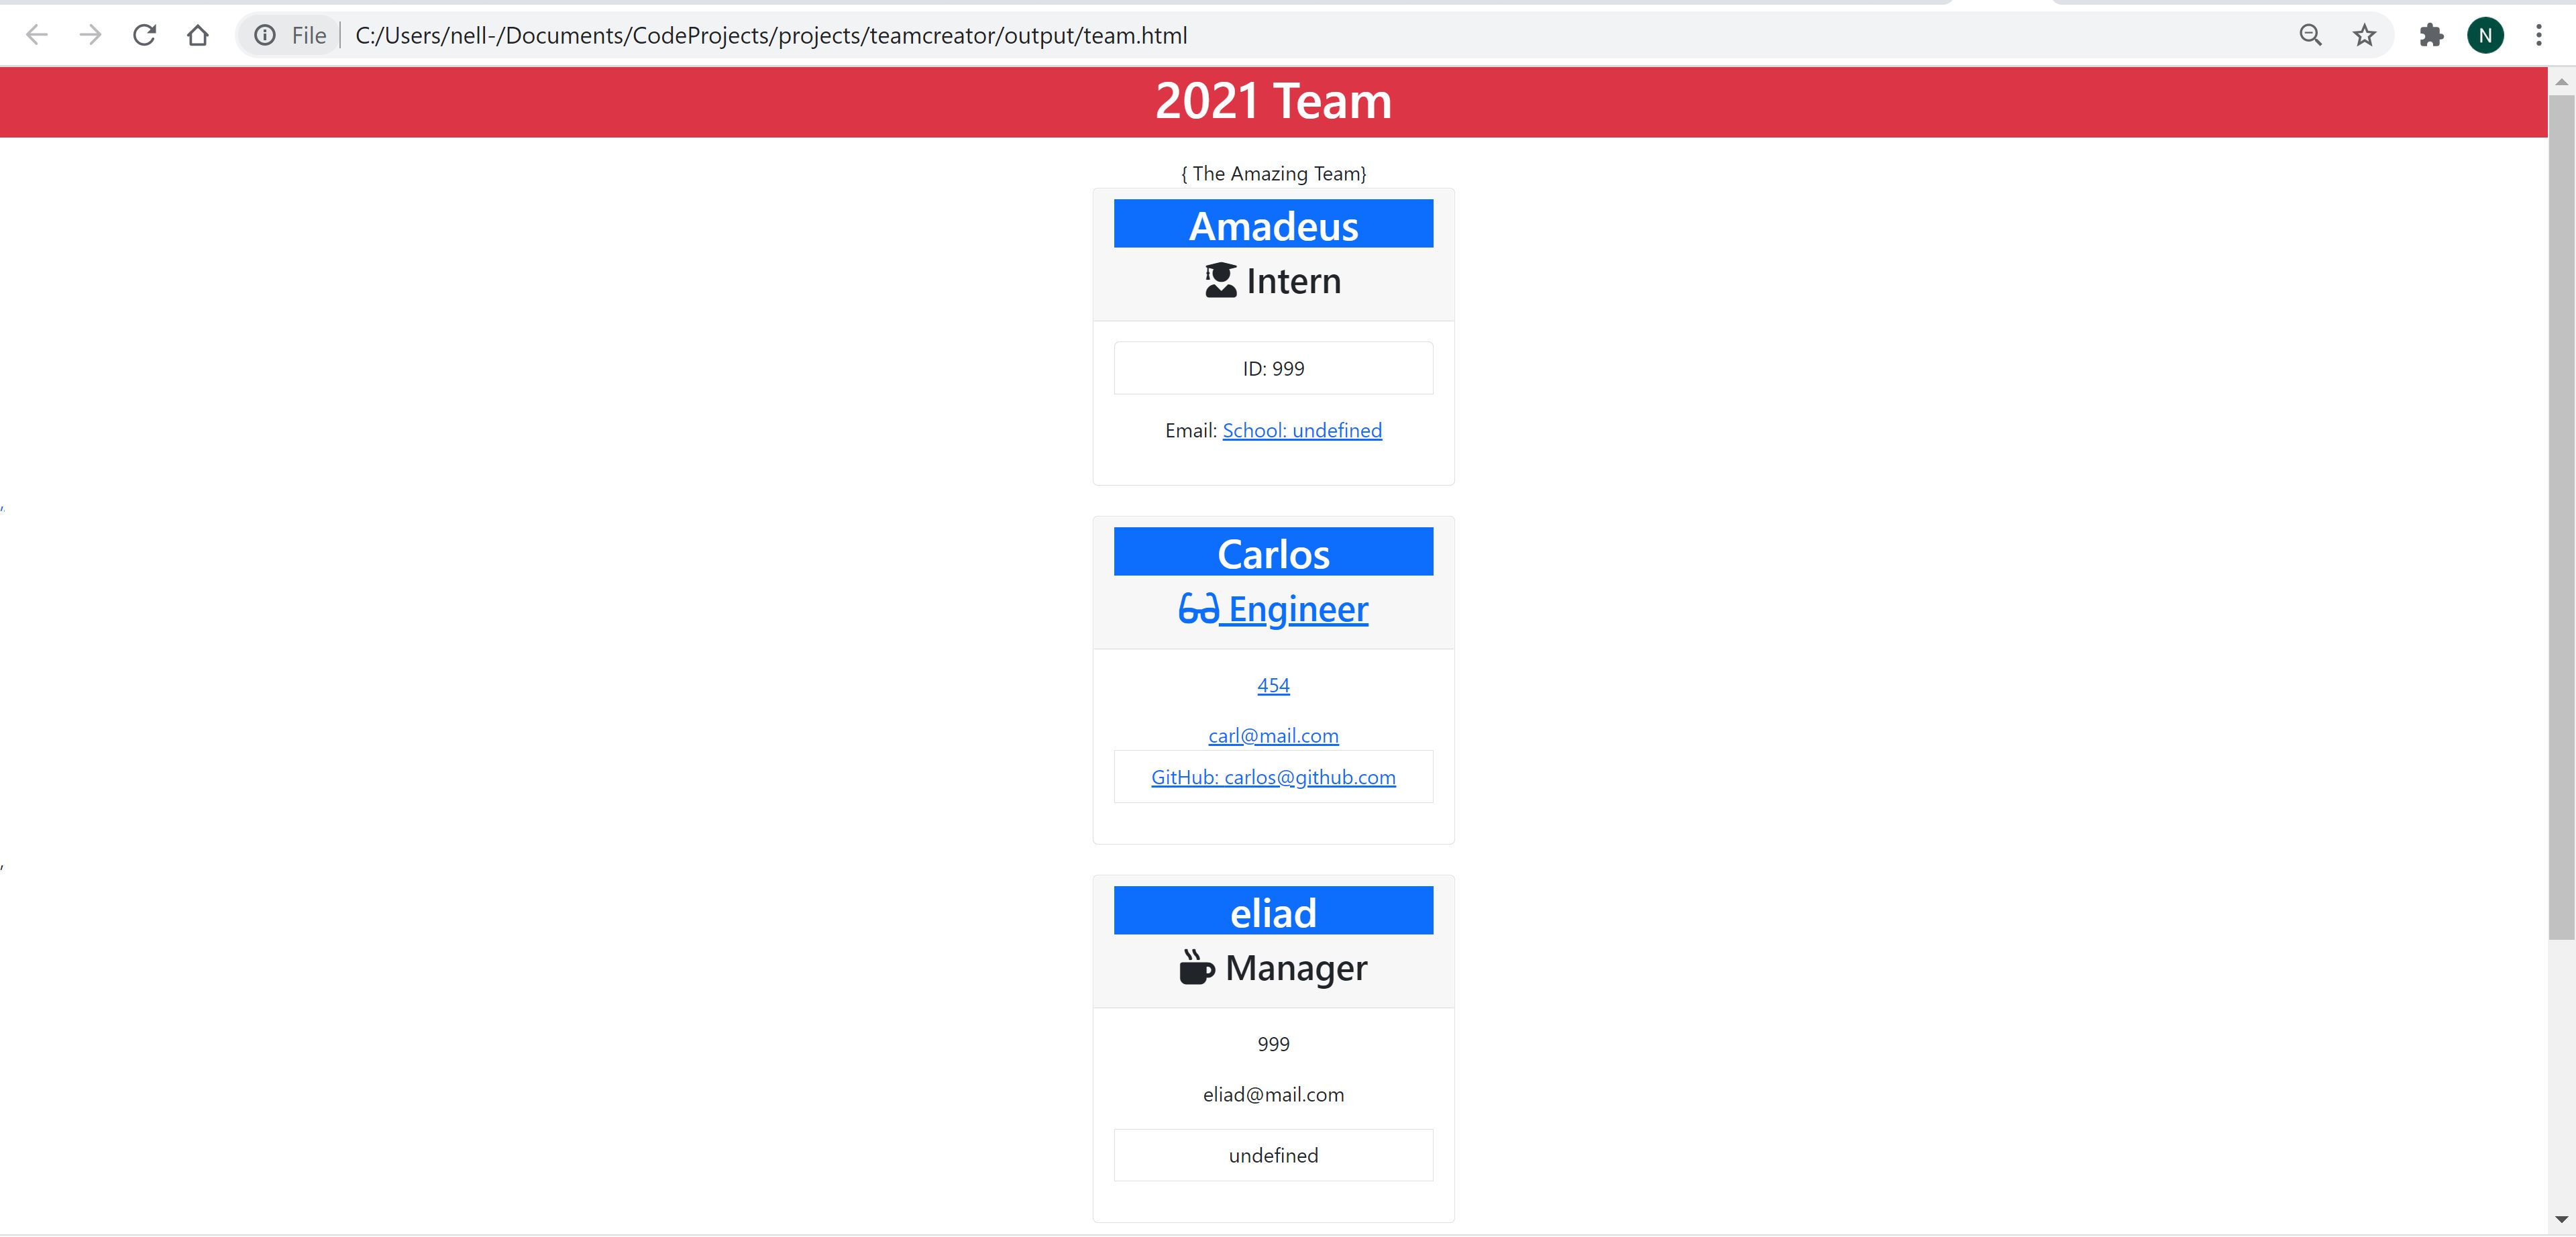 File
C:/Users/nell-/Documents/CodeProjects/projects/teamcreator/output/team.html
N
2021 Team
{ The Amazing Team}
Amadeus
Intern
ID: 999
Email: School: undefined
,
Carlos
Engineer
454
carl@mail.com
GitHub: carlos@github.com
,
eliad
Manager
999
eliad@mail.com
undefined